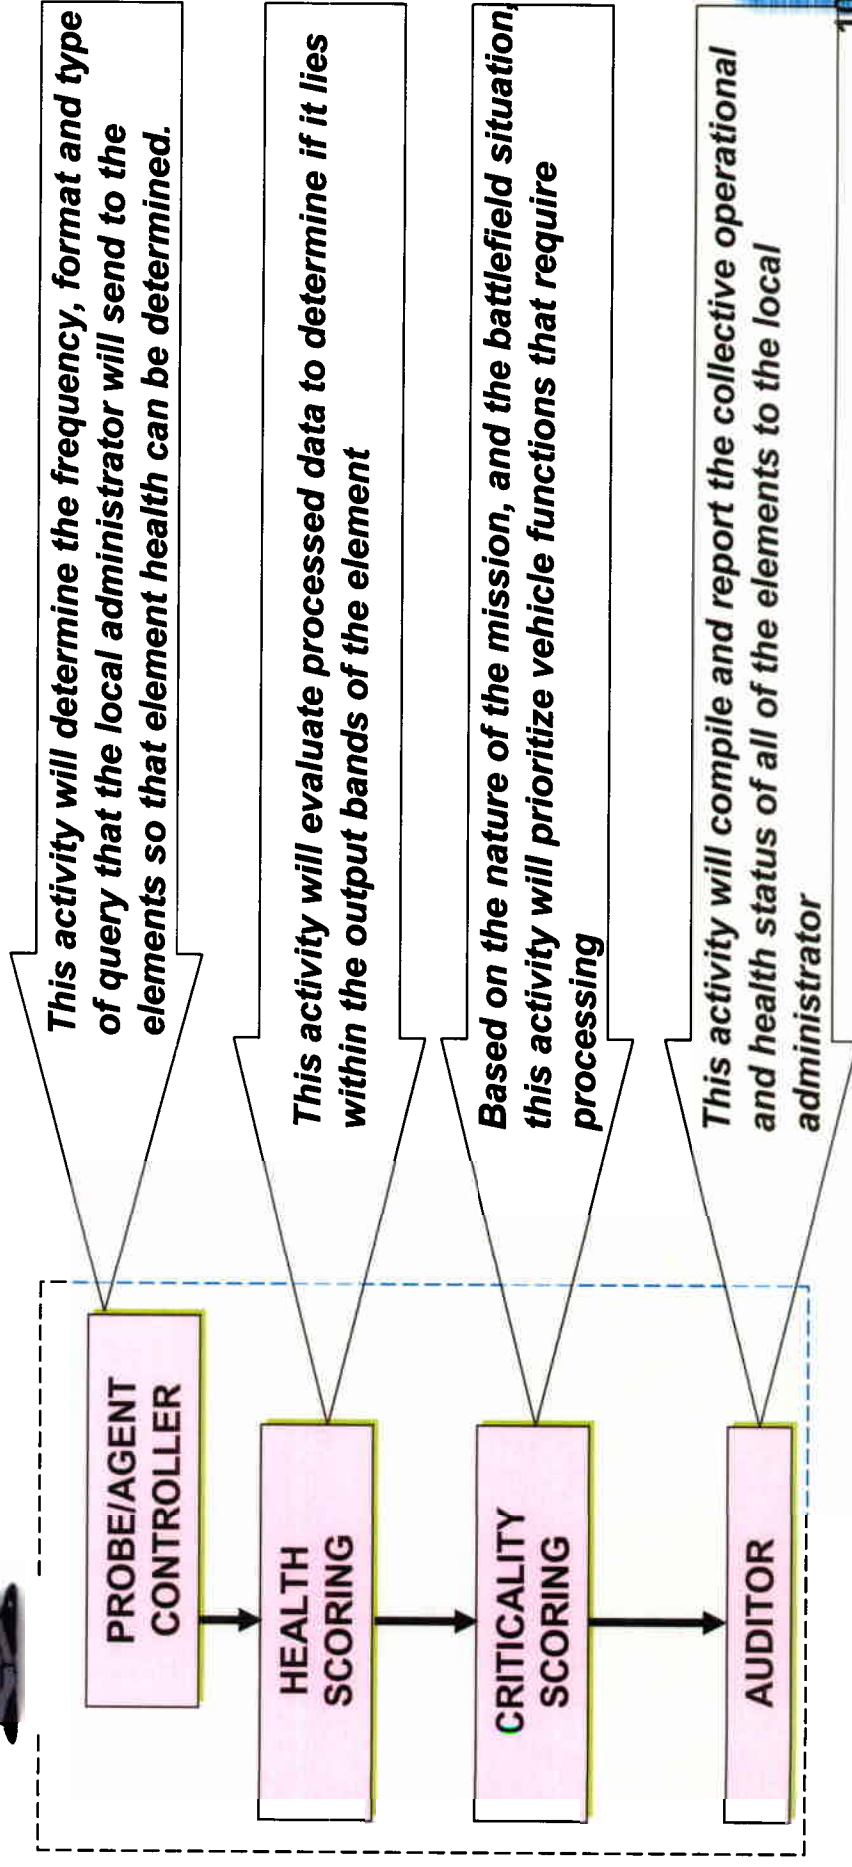 PROBE/AGENT
CONTROLLER
This activity will determine the frequency, format and type
of query that the local administrator will send to the
elements so that element health can be determined.
HEALTH
SCORING
This activity will evaluate processed data to determine if it lies
within the output bands of the element
CRITICALITY
SCORING
Based on the nature of the mission, and the battlefield situation,
this activity will prioritize vehicle functions that require
processing
AUDITOR
This activity will compile and report the collective operational
and health status of all of the elements to the local
administrator